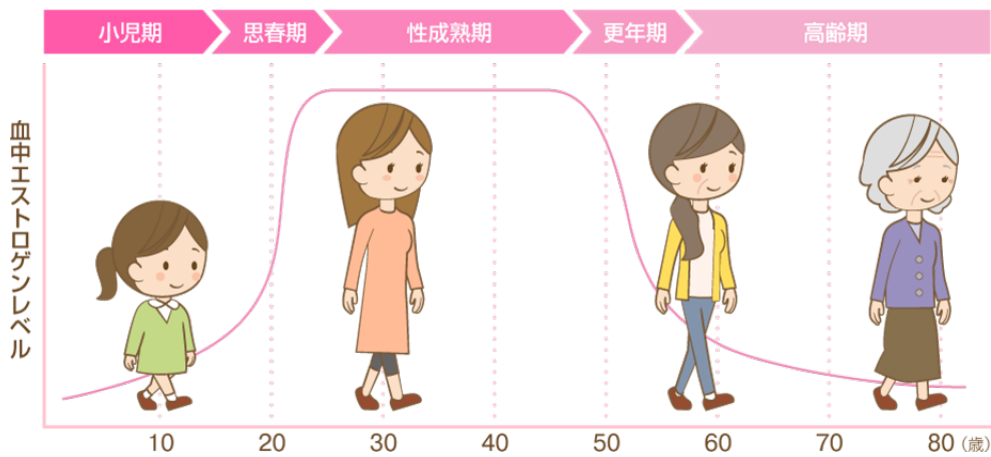 小児期
思春期
性成熟期
更年期
高齢期
血中エストロゲンレベル
10
20
30
40
50
60
70
80 (歳)